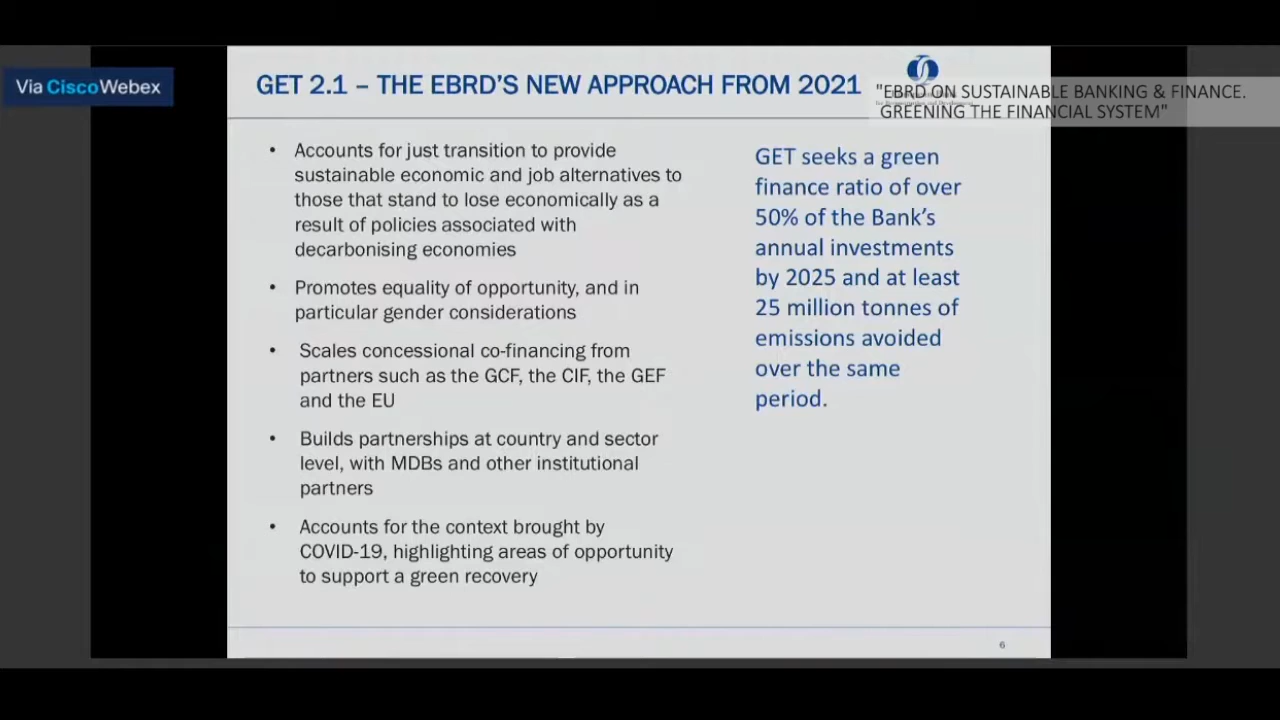 Via CiscoWebex
GET 2.1 – THE EBRD'S NEW APPROACH FROM 2021
"EBRD ON SUSTAINABLE BANKING & FINANCE.
GREENING THE FINANCIAL SYSTEM"
• Accounts for just transition to provide
sustainable economic and job alternatives to
those that stand to lose economically as a
result of policies associated with
decarbonising economies
• Promotes equality of opportunity, and in
particular gender considerations
• Scales concessional co-financing from
partners such as the GCF, the CIF, the GEF
and the EU
• Builds partnerships at country and sector
level, with MDBs and other institutional
partners
• Accounts for the context brought by
COVID-19, highlighting areas of opportunity
to support a green recovery
GET seeks a green
finance ratio of over
50% of the Bank's
annual investments
by 2025 and at least
25 million tonnes of
emissions avoided
over the same
period.
6